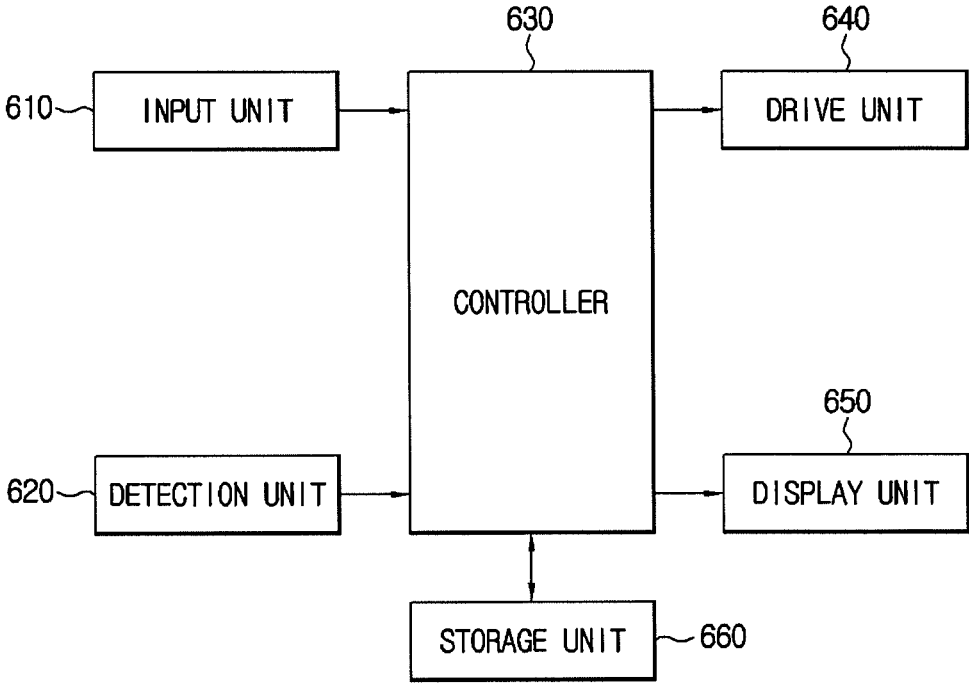 630
640
610
INPUT UNIT
DRIVE UNIT
CONTROLLER
650
620
DETECTION UNIT
DISPLAY UNIT
STORAGE UNIT
660